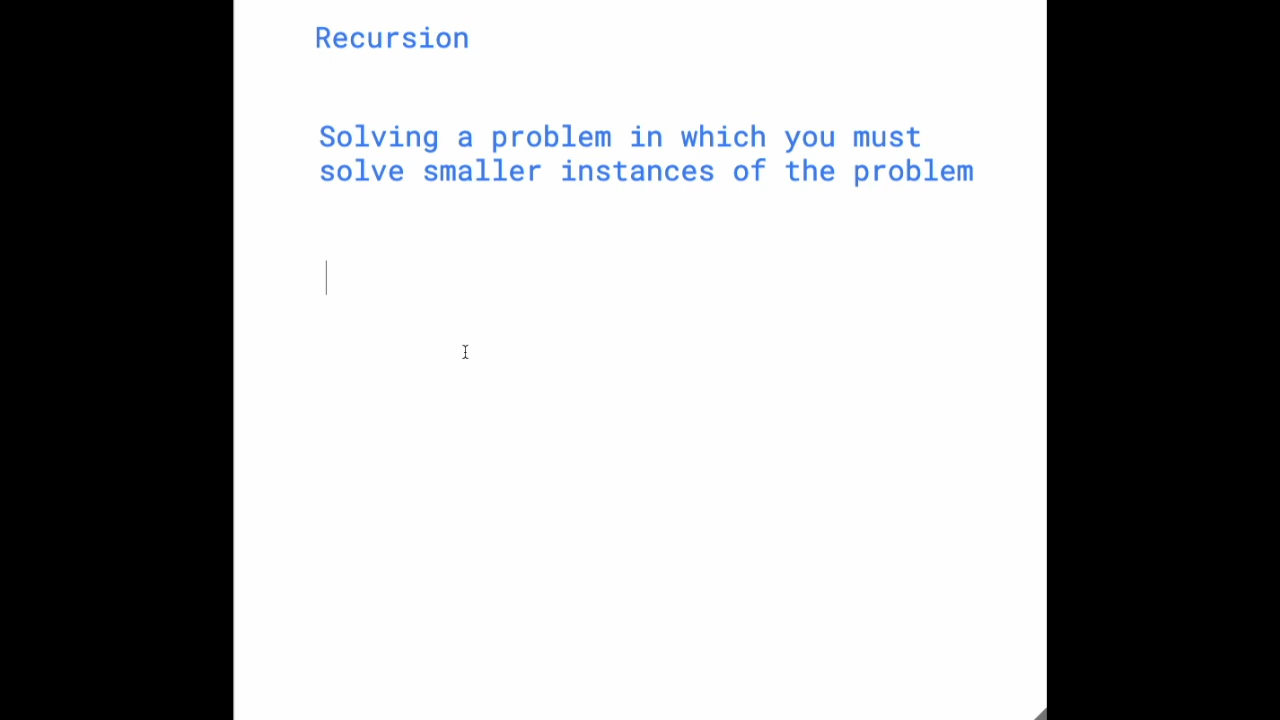 Recursion
Solving a problem in which you must
solve smaller instances of the problem